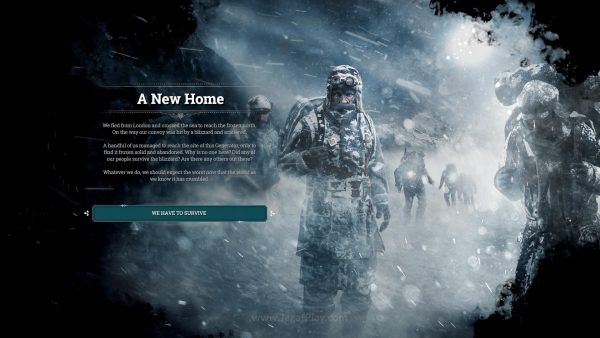 A New Home
We fled from London and crossed the sea to reach the frozen north.
On the way our convoy was hit by a blizzard and scattered.
A handful of us managed to reach the site of this Generator, only to
find it frozen solid and abandoned. Why is no one here? Did any of
our people survive the blizzard? Are there any others out there?
Whatever we do, we should expect the worst now that the world as
we know it has crumbled.
WE HAVE TO SURVIVE
www.JagatPlay.com